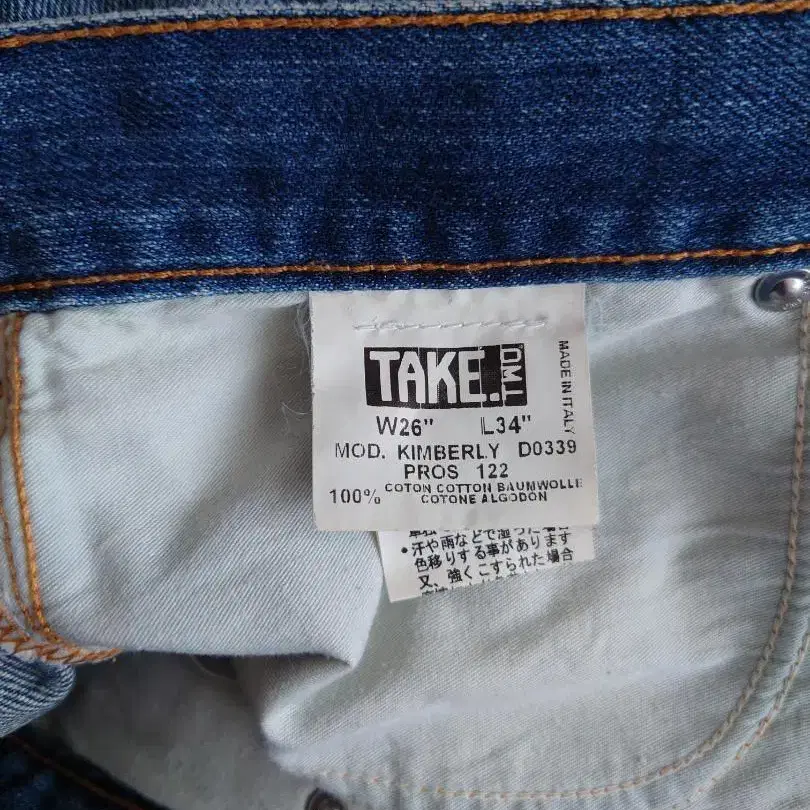 TAKE.
TWO
MADE IN ITALY
W26" L34"
MOD. KIMBERLY D0339
PROS 122
100% COTON COTTON BAUMWOLLE
COTONE ALGODON
•汗や雨などで湿った場合
色移りする事があります
又、強くこすられた場合